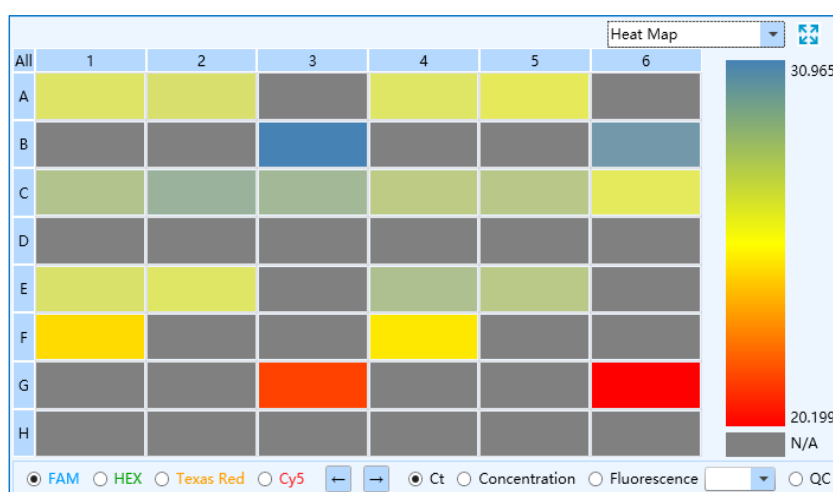 Heat Map
All 1 2 3 4 5 6
30.965
A
B
C
D
E
F
G
20.199
H
N/A
FAM HEX Texas Red Cy5 ← → Ct Concentration Fluorescence QC